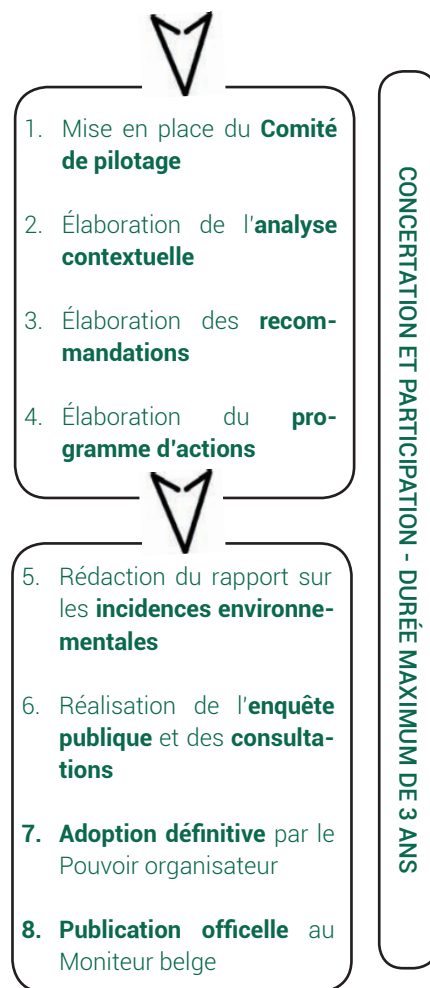 1. Mise en place du Comité
de pilotage
2. Élaboration de l'analyse
contextuelle
3. Élaboration des recom-
mandations
4. Élaboration du pro-
gramme d'actions
5. Rédaction du rapport sur
les incidences environne-
mentales
6. Réalisation de l'enquête
publique et des consulta-
tions
7. Adoption définitive par le
Pouvoir organisateur
8. Publication officelle au
Moniteur belge
CONCERTATION ET PARTICIPATION - DURÉE MAXIMUM DE 3 ANS